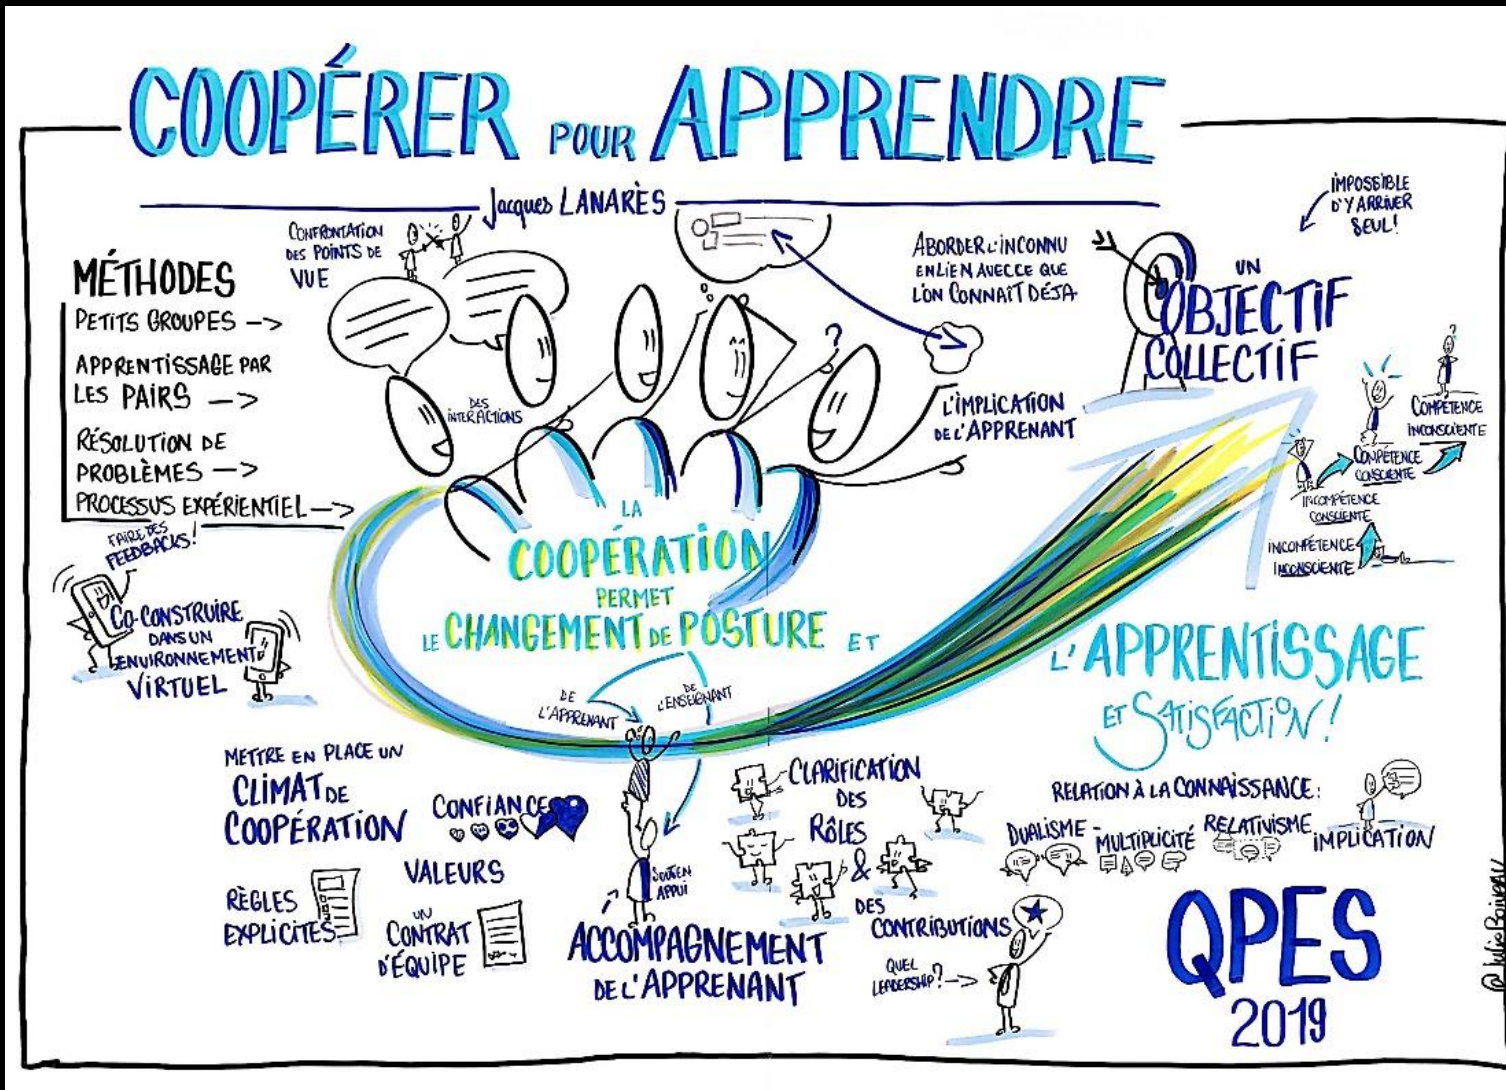 COOPÉRER POUR APPRENDRE
Jacques LANARÈS
MÉTHODES
PETITS GROUPES -->
APPRENTISSAGE PAR
LES PAIRS -->
RÉSOLUTION DE
PROBLÈMES -->
PROCESSUS EXPÉRIENTIEL -->
CONFRONTATION
DES POINTS DE
VUE
DES
INTERACTIONS
?
ABORDER L'INCONNU
EN LIEN AVEC CE QUE
L'ON CONNAÎT DÉJA
L'IMPLICATION
DE L'APPRENANT
IMPOSSIBLE
D'Y ARRIVER
SEUL!
UN
OBJECTIF
COLLECTIF
?
COMPÉTENCE
INCONSCIENTE
COMPÉTENCE
CONSCIENTE
INCOMPÉTENCE
CONSCIENTE
INCOMPÉTENCE
INCONSCIENTE
FAIRE DES
FEEDBACKS!
CO-CONSTRUIRE
DANS UN
ENVIRONNEMENT
VIRTUEL
LA
COOPÉRATION
PERMET
LE CHANGEMENT DE POSTURE ET
DE
L'APPRENANT
DE
L'ENSEIGNANT
L'APPRENTISSAGE
ET SATISFACTION!
METTRE EN PLACE UN
CLIMAT DE
COOPÉRATION
CONFIANCE
VALEURS
RÈGLES
EXPLICITES
UN
CONTRAT
D'ÉQUIPE
SOUTIEN
APPUI
ACCOMPAGNEMENT
DE L'APPRENANT
CLARIFICATION
DES
RÔLES
&
DES
CONTRIBUTIONS
QUEL
LEADERSHIP? -->
RELATION À LA CONNAISSANCE:
DUALISME - MULTIPLICITÉ RELATIVISME IMPLICATION
QPES
2019